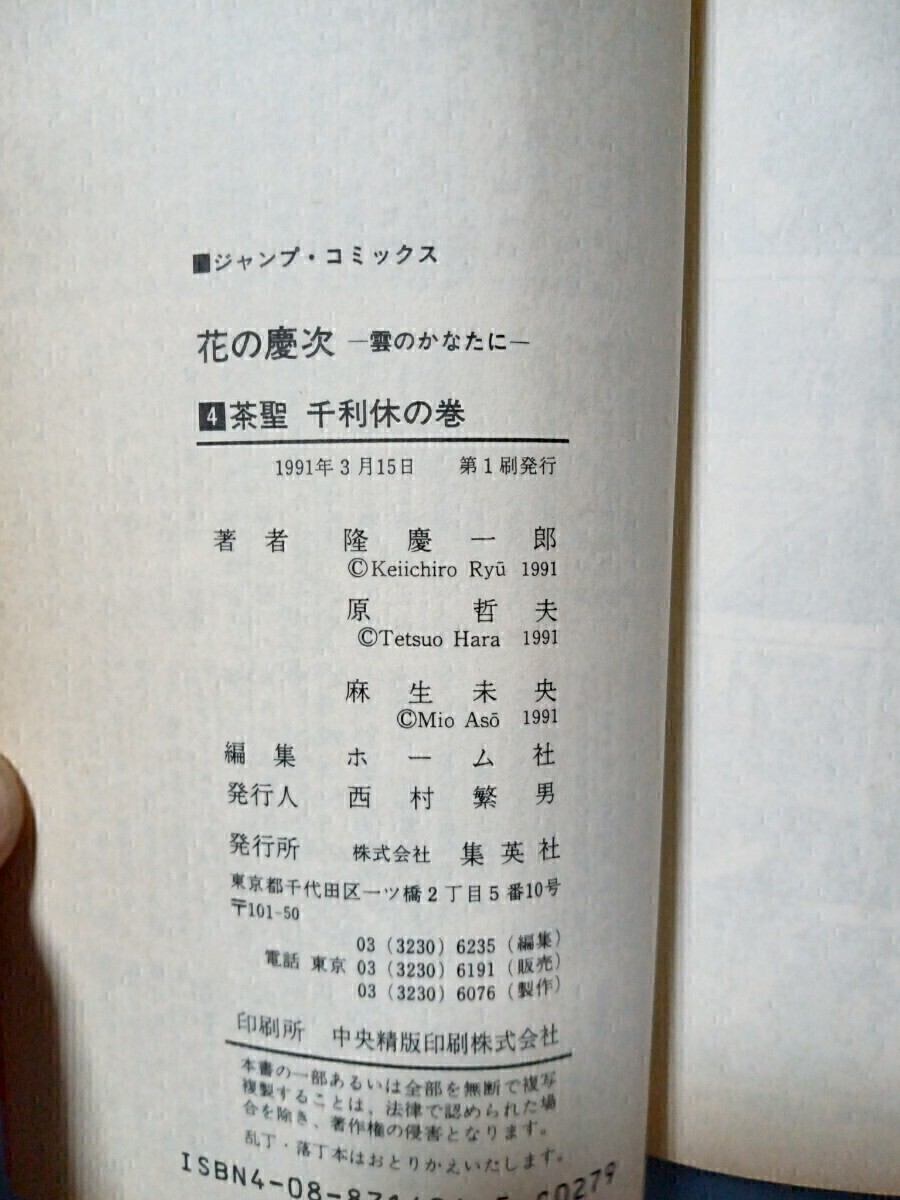 ■ジャンプ・コミックス
花の慶次 ―雲のかなたに―
4 茶聖 千利休の巻
1991年3月15日 第1刷発行
著者 隆慶一郎
©Keiichiro Ryū 1991
原哲夫
©Tetsuo Hara 1991
麻生未央
©Mio Asō 1991
編集 ホーム社
発行人 西村繁男
発行所 株式会社 集英社
東京都千代田区一ツ橋2丁目5番10号
〒101-50
03 (3230) 6235 (編集)
電話 東京 03 (3230) 6191 (販売)
03 (3230) 6076 (製作)
印刷所 中央精版印刷株式会社
本書の一部あるいは全部を無断で複写
複製することは、法律で認められた場
合を除き、著作権の侵害となります。
乱丁・落丁本はおとりかえいたします。
ISBN4-08-871 C0279